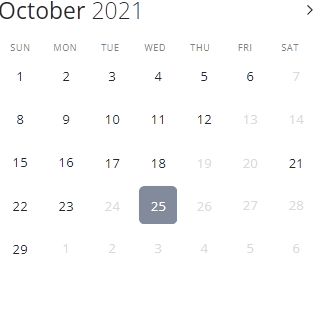 October 2021
SUN MON TUE WED THU FRI SAT
1 2 3 4 5 6 7
8 9 10 11 12 13 14
15 16 17 18 19 20 21
22 23 24 25 26 27 28
29 1 2 3 4 5 6